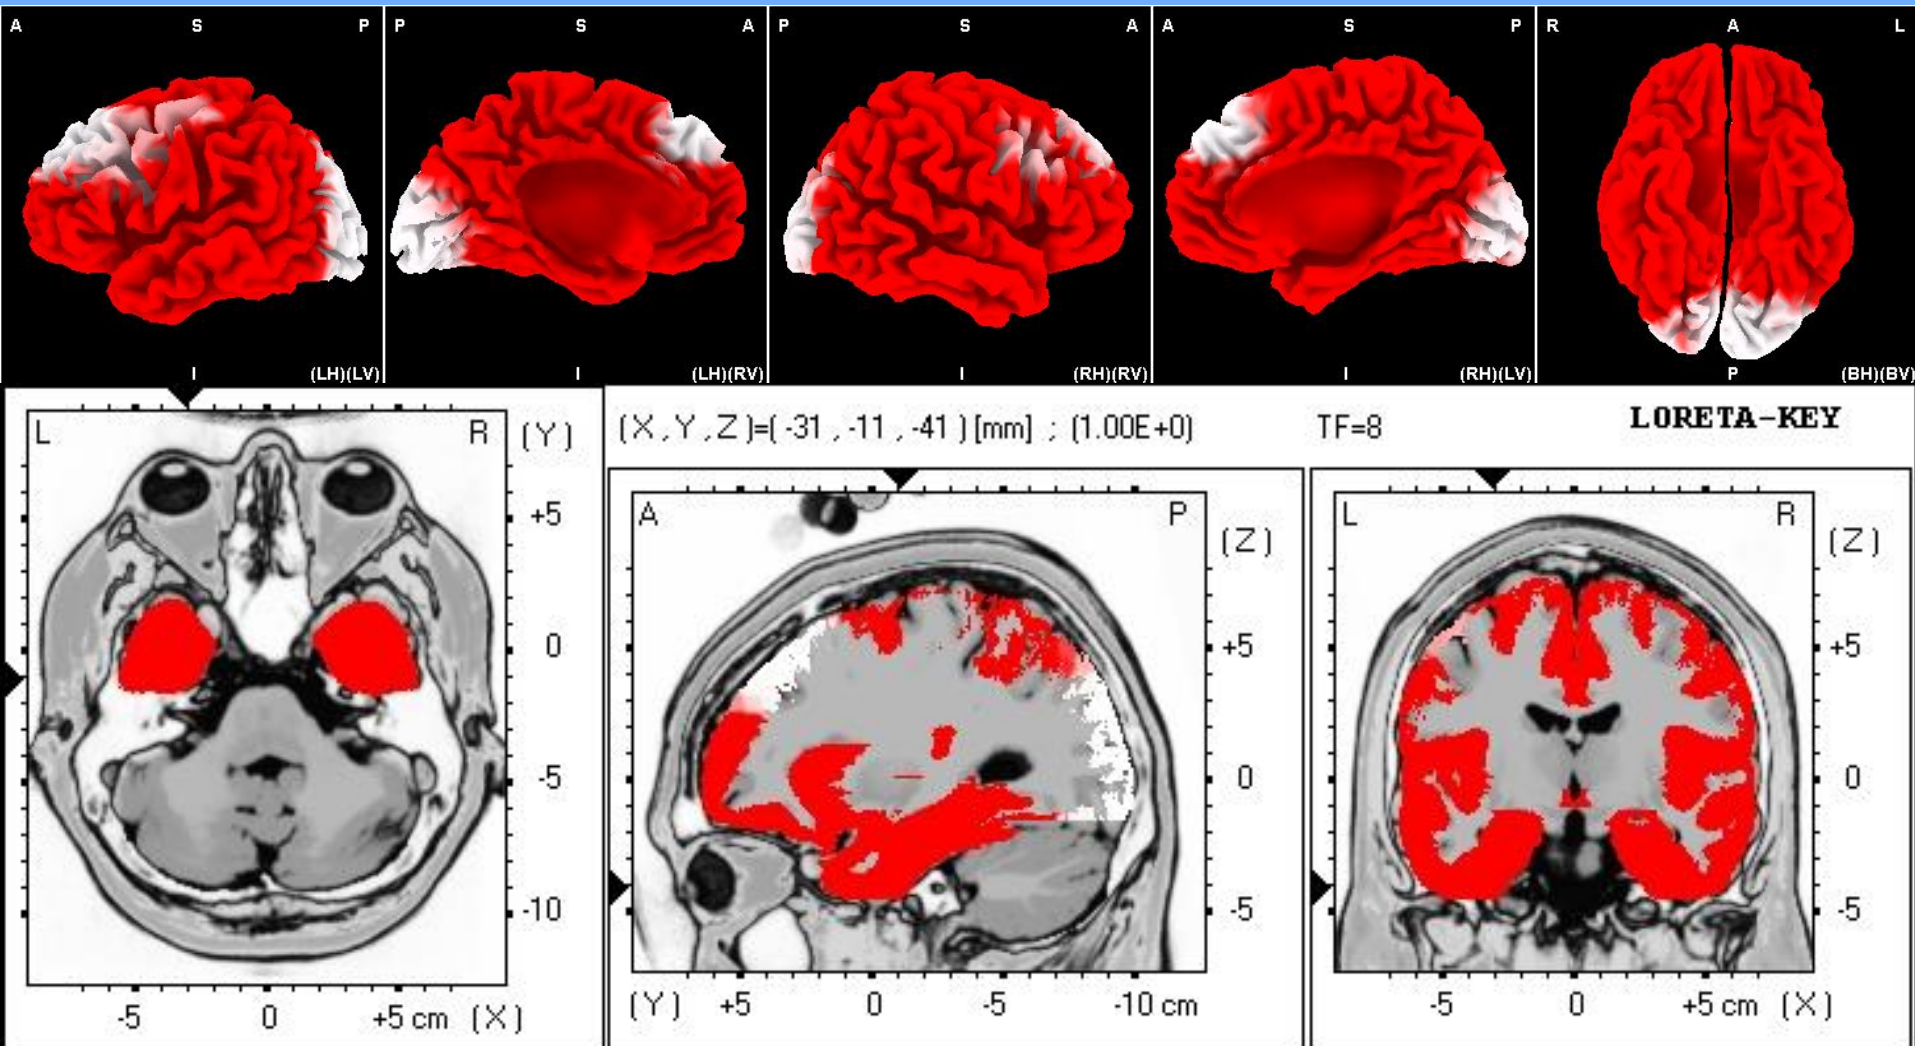 A S P
P S A
P S A
A S P
R A L
I (LH)(LV)
I (LH)(RV)
I (RH)(RV)
I (RH)(LV)
P (BH)(BV)
(X,Y,Z)=( -31 , -11 , -41 ) [mm] ; (1.00E+0) TF=8 LORETA-KEY
L R (Y)
+5
0
-5
-10
-5 0 +5 cm (X)
A P (Z)
+5
0
-5
(Y) +5 0 -5 -10 cm
L R (Z)
+5
0
-5
-5 0 +5 cm (X)